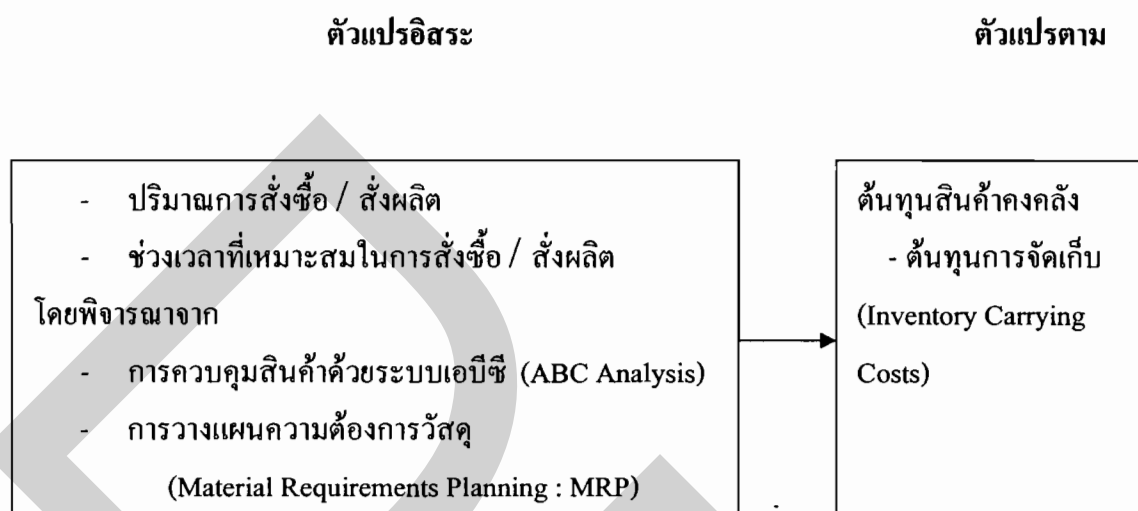 ตัวแปรอิสระ
ตัวแปรตาม
- ปริมาณการสั่งซื้อ / สั่งผลิต
- ช่วงเวลาที่เหมาะสมในการสั่งซื้อ / สั่งผลิต
โดยพิจารณาจาก
- การควบคุมสินค้าด้วยระบบเอบีซี (ABC Analysis)
- การวางแผนความต้องการวัสดุ
(Material Requirements Planning : MRP)
ต้นทุนสินค้าคงคลัง
- ต้นทุนการจัดเก็บ
(Inventory Carrying
Costs)